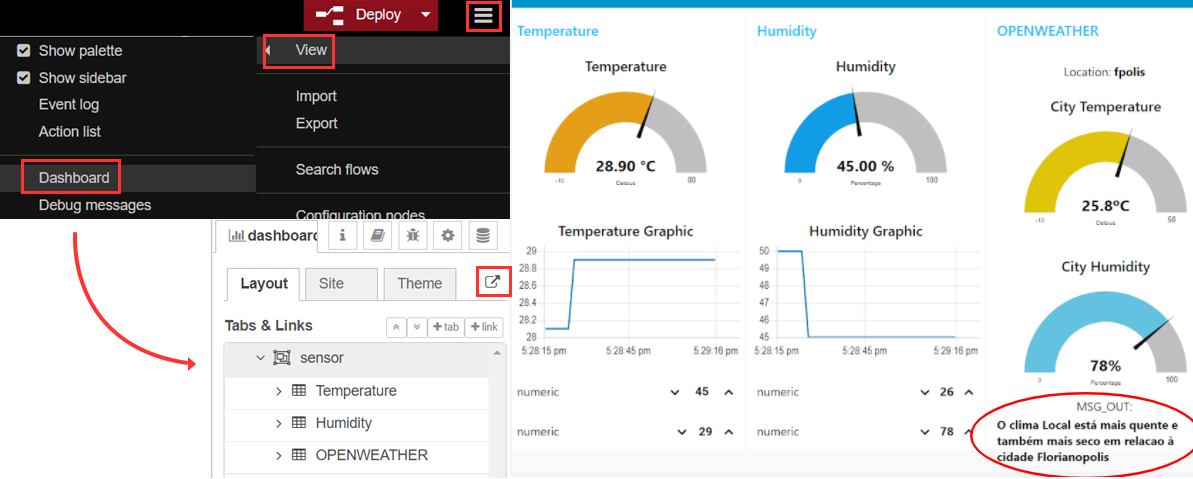 Deploy
View
Import
Export
Search flows
Configuration nodes
Show palette
Show sidebar
Event log
Action list
Dashboard
Debug messages
dashboard
i
Layout
Site
Theme
Tabs & Links
tab
link
sensor
Temperature
Humidity
OPENWEATHER
Temperature
Temperature
28.90 °C
-10
Celsius
80
Temperature Graphic
29
28.8
28.6
28.4
28.2
28
5:28:15 pm
5:28:45 pm
5:29:16 pm
numeric
45
numeric
29
Humidity
Humidity
45.00 %
0
Percentage
100
Humidity Graphic
50
49
48
47
46
45
5:28:15 pm
5:28:45 pm
5:29:16 pm
numeric
26
numeric
78
OPENWEATHER
Location: fpolis
City Temperature
25.8ºC
-10
Celsius
50
City Humidity
78%
0
Percentage
100
MSG_OUT:
O clima Local está mais quente e
também mais seco em relacao à
cidade Florianopolis